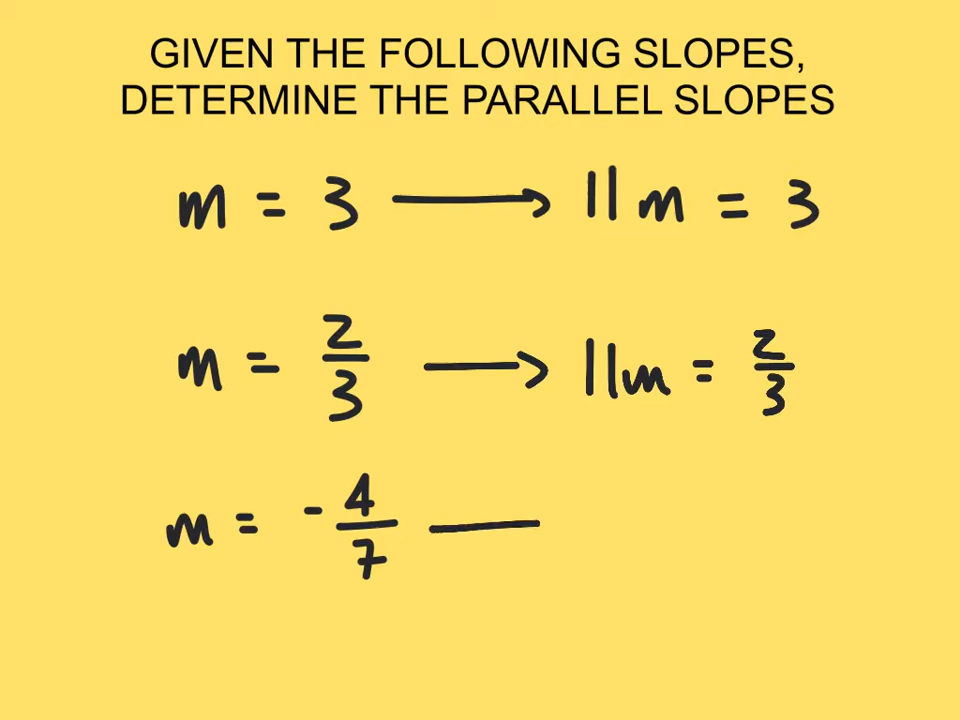 GIVEN THE FOLLOWING SLOPES,
DETERMINE THE PARALLEL SLOPES
m = 3 ⟶ ||m = 3
m = 2/3 ⟶ ||m = 2/3
m = -4/7 —